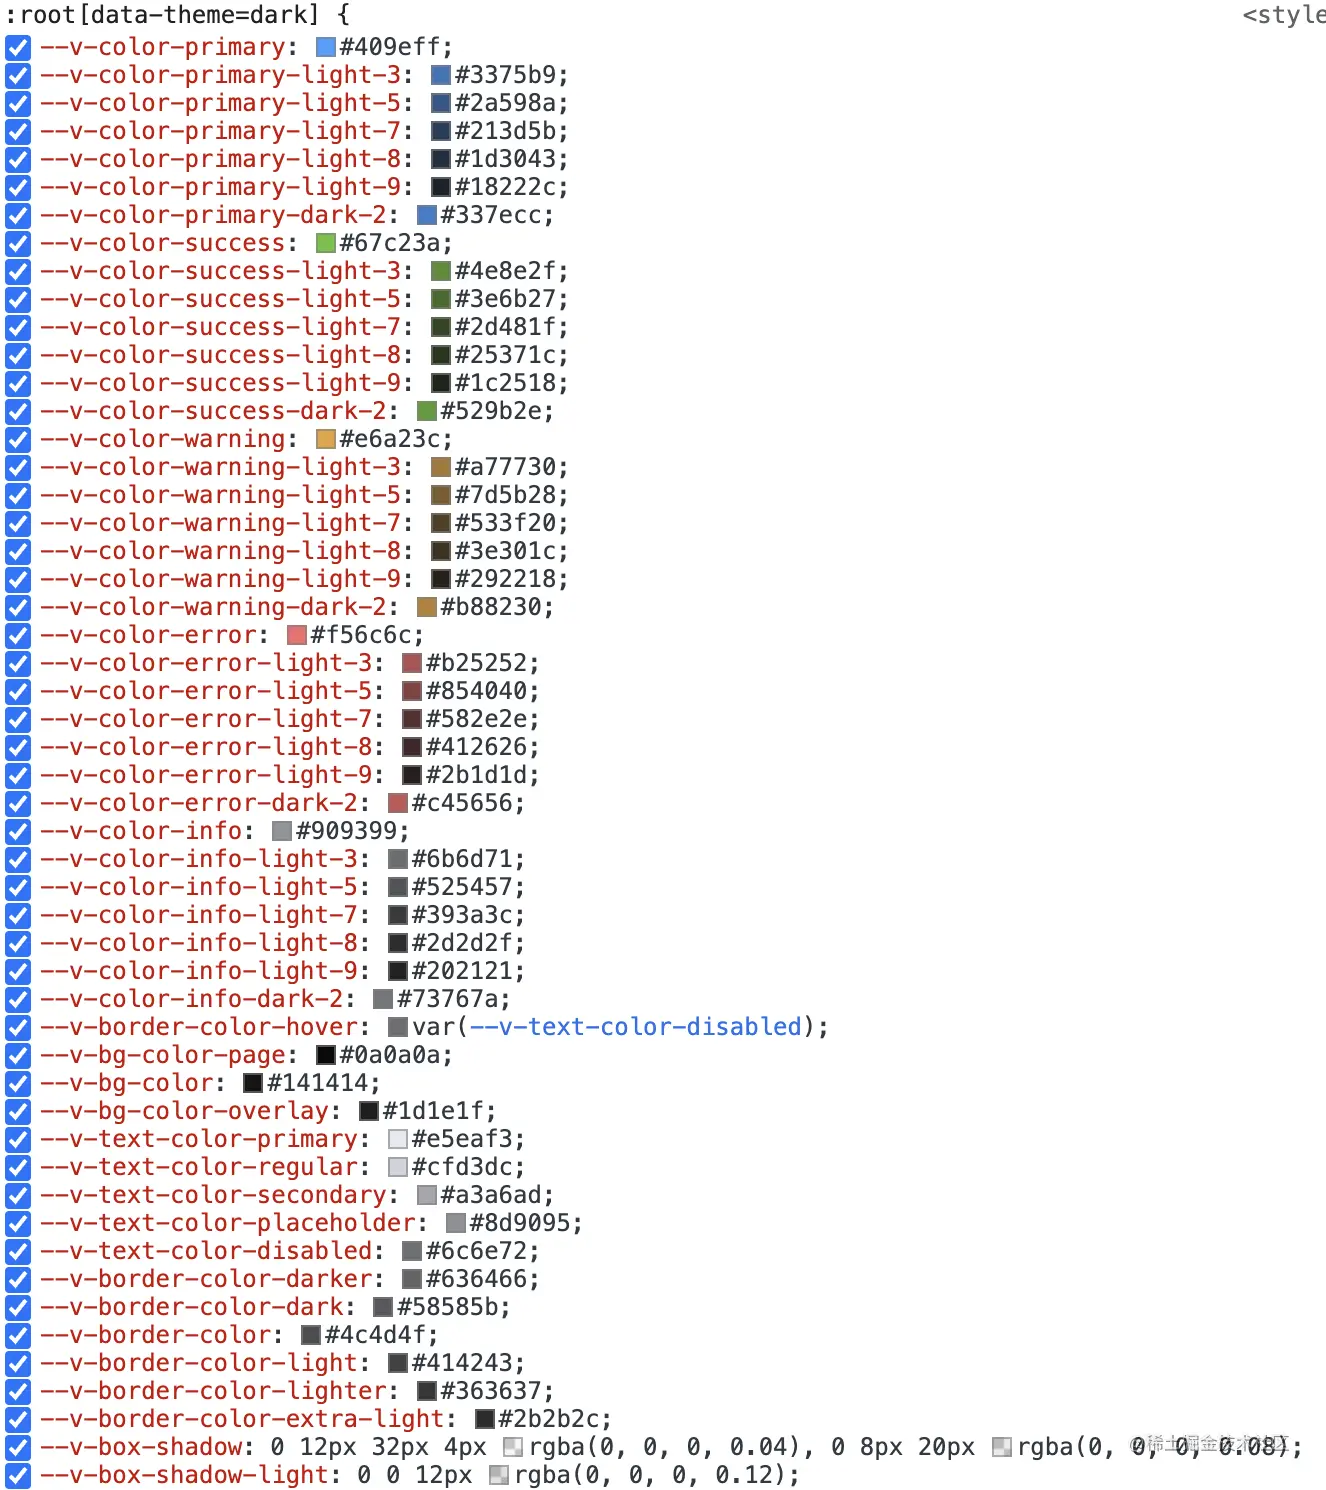 :root[data-theme=dark] {
<style
--v-color-primary: #409eff;
--v-color-primary-light-3: #3375b9;
--v-color-primary-light-5: #2a598a;
--v-color-primary-light-7: #213d5b;
--v-color-primary-light-8: #1d3043;
--v-color-primary-light-9: #18222c;
--v-color-primary-dark-2: #337ecc;
--v-color-success: #67c23a;
--v-color-success-light-3: #4e8e2f;
--v-color-success-light-5: #3e6b27;
--v-color-success-light-7: #2d481f;
--v-color-success-light-8: #25371c;
--v-color-success-light-9: #1c2518;
--v-color-success-dark-2: #529b2e;
--v-color-warning: #e6a23c;
--v-color-warning-light-3: #a77730;
--v-color-warning-light-5: #7d5b28;
--v-color-warning-light-7: #533f20;
--v-color-warning-light-8: #3e301c;
--v-color-warning-light-9: #292218;
--v-color-warning-dark-2: #b88230;
--v-color-error: #f56c6c;
--v-color-error-light-3: #b25252;
--v-color-error-light-5: #854040;
--v-color-error-light-7: #582e2e;
--v-color-error-light-8: #412626;
--v-color-error-light-9: #2b1d1d;
--v-color-error-dark-2: #c45656;
--v-color-info: #909399;
--v-color-info-light-3: #6b6d71;
--v-color-info-light-5: #525457;
--v-color-info-light-7: #393a3c;
--v-color-info-light-8: #2d2d2f;
--v-color-info-light-9: #202121;
--v-color-info-dark-2: #73767a;
--v-border-color-hover: var(--v-text-color-disabled);
--v-bg-color-page: #0a0a0a;
--v-bg-color: #141414;
--v-bg-color-overlay: #1d1e1f;
--v-text-color-primary: #e5eaf3;
--v-text-color-regular: #cfd3dc;
--v-text-color-secondary: #a3a6ad;
--v-text-color-placeholder: #8d9095;
--v-text-color-disabled: #6c6e72;
--v-border-color-darker: #636466;
--v-border-color-dark: #58585b;
--v-border-color: #4c4d4f;
--v-border-color-light: #414243;
--v-border-color-lighter: #363637;
--v-border-color-extra-light: #2b2b2c;
--v-box-shadow: 0 12px 32px 4px rgba(0, 0, 0, 0.04), 0 8px 20px rgba(0, 0, 0, 0.08);
@稀土掘金技术社区
--v-box-shadow-light: 0 0 12px rgba(0, 0, 0, 0.12);